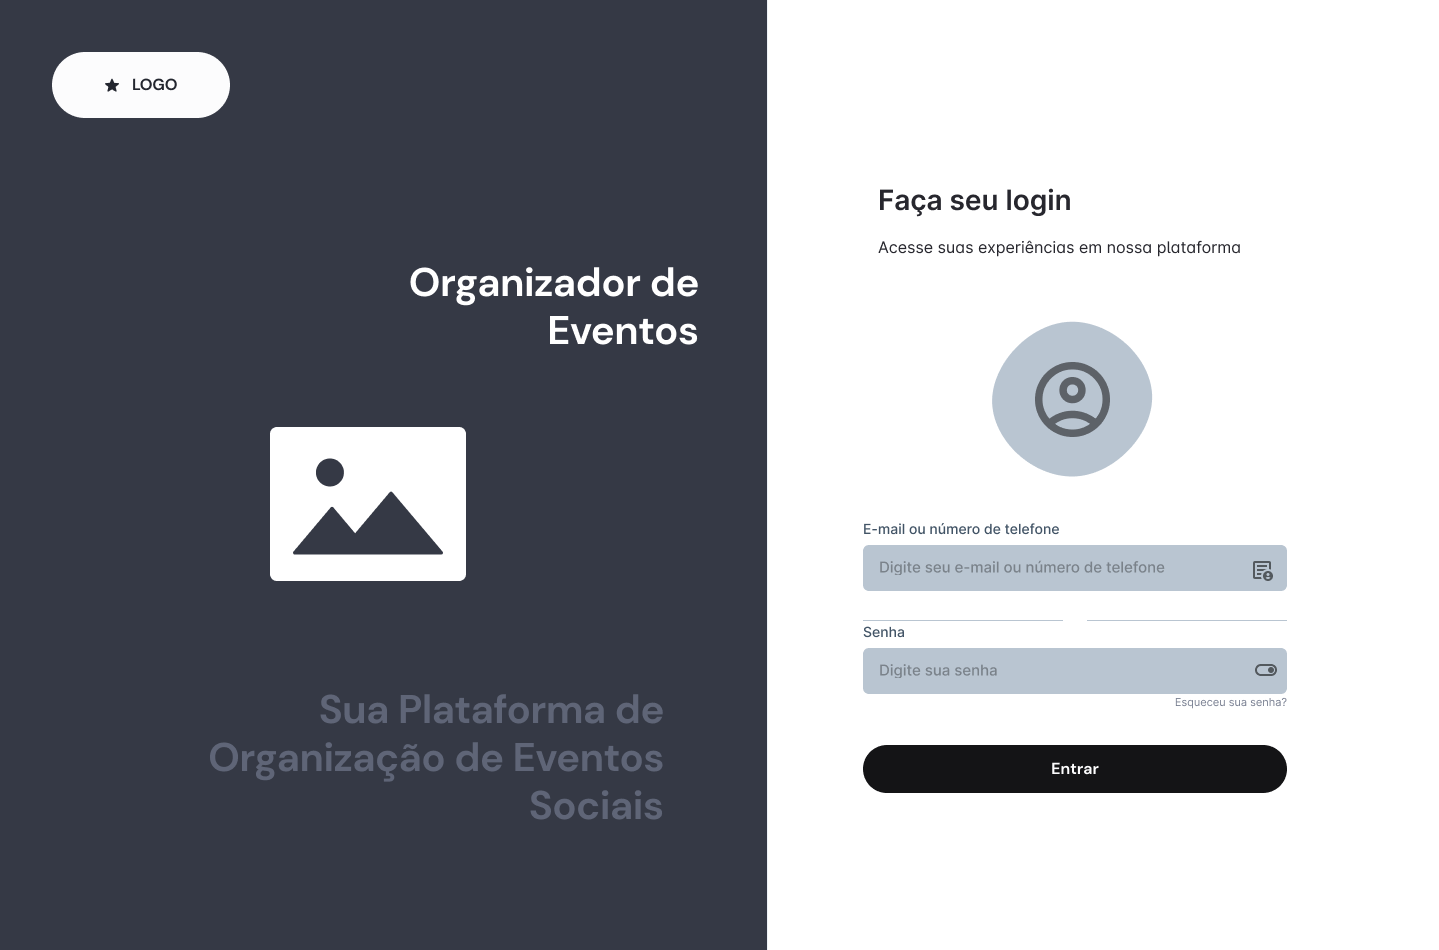 LOGO
Organizador de
Eventos
Sua Plataforma de
Organização de Eventos
Sociais
Faça seu login
Acesse suas experiências em nossa plataforma
E-mail ou número de telefone
Digite seu e-mail ou número de telefone
Senha
Digite sua senha
Esqueceu sua senha?
Entrar